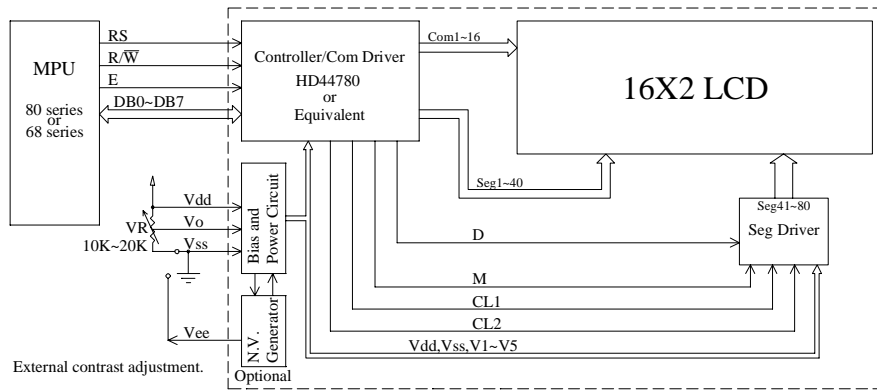 MPU
80 series
or
68 series
RS
R/W̅
E
DB0~DB7
Controller/Com Driver
HD44780
or
Equivalent
Com1~16
16X2 LCD
Seg1~40
Seg41~80
Seg Driver
Vdd
Vo
Vss
VR
10K~20K
Bias and
Power Circuit
D
M
CL1
CL2
Vdd,Vss,V1~V5
N.V.
Generator
Optional
Vee
External contrast adjustment.